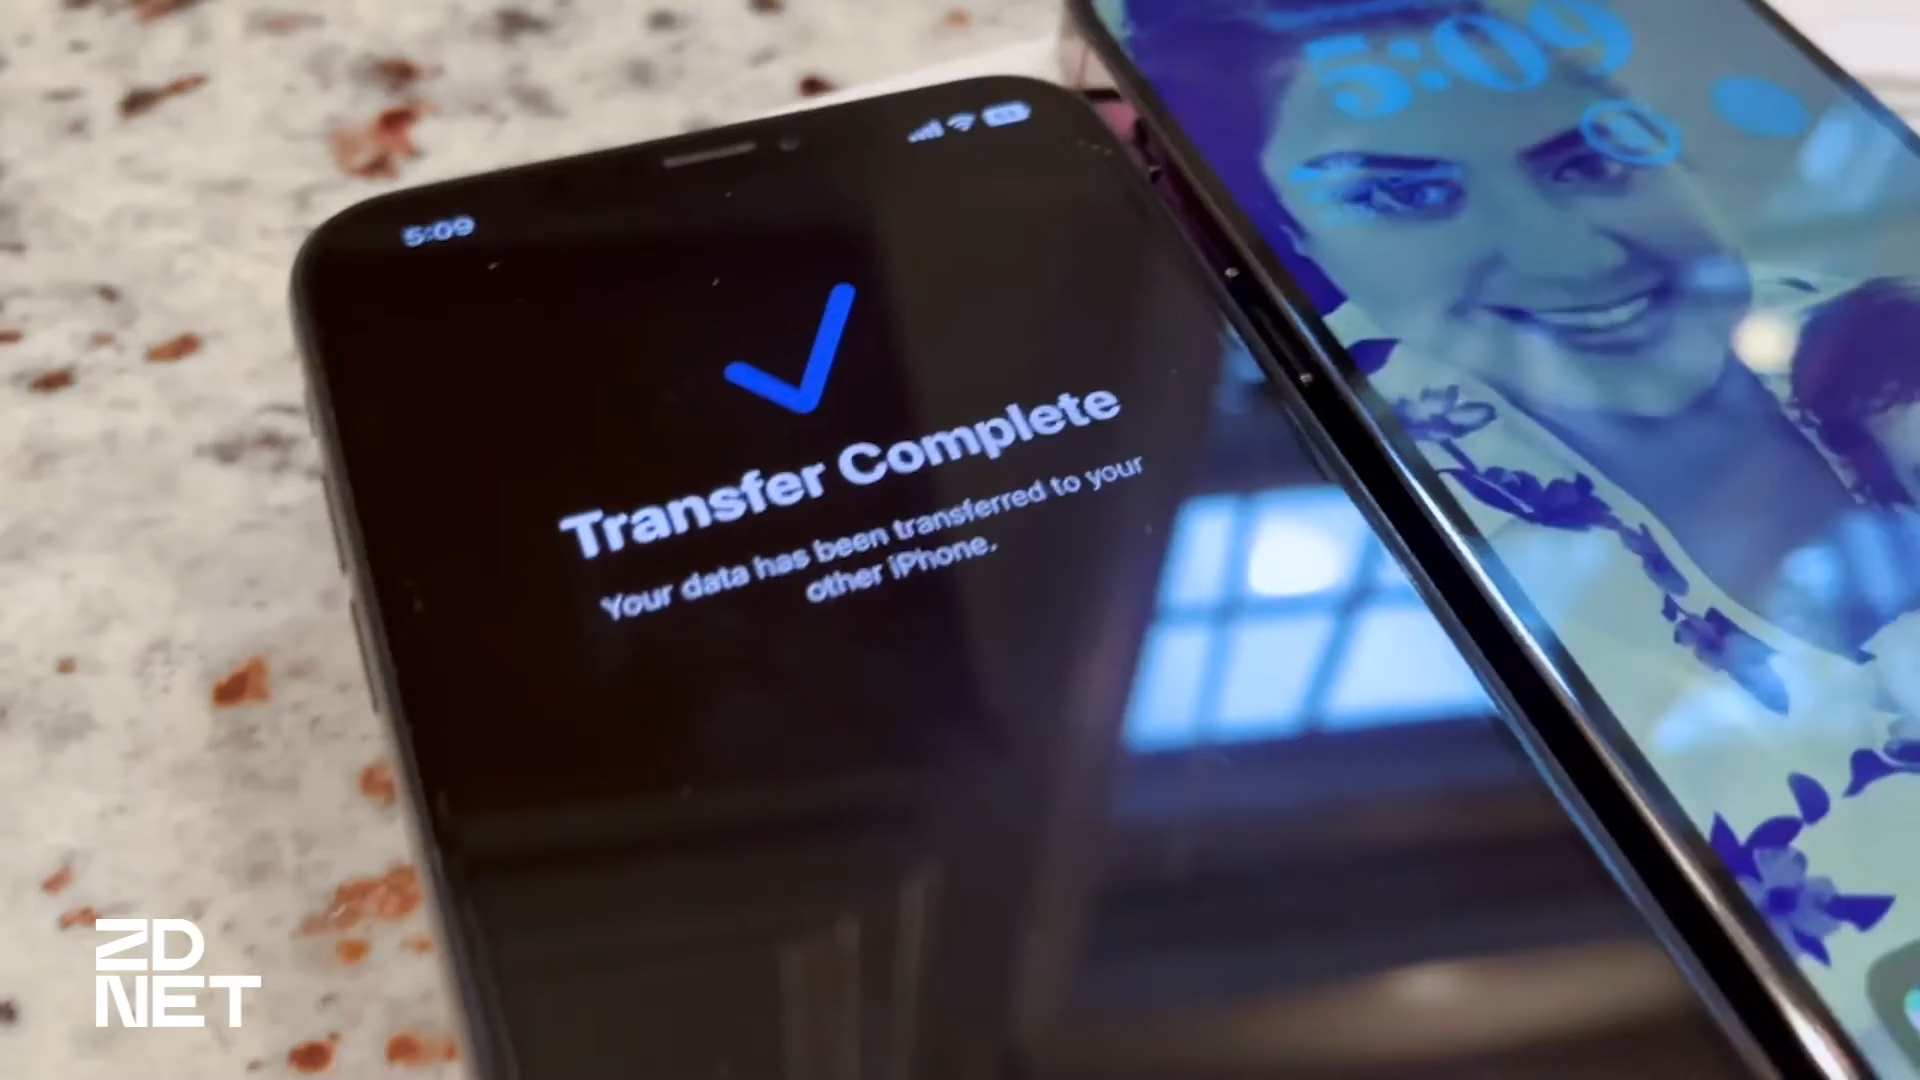 5:09
5:09
Transfer Complete
Your data has been transferred to your
other iPhone.
ZD
NET